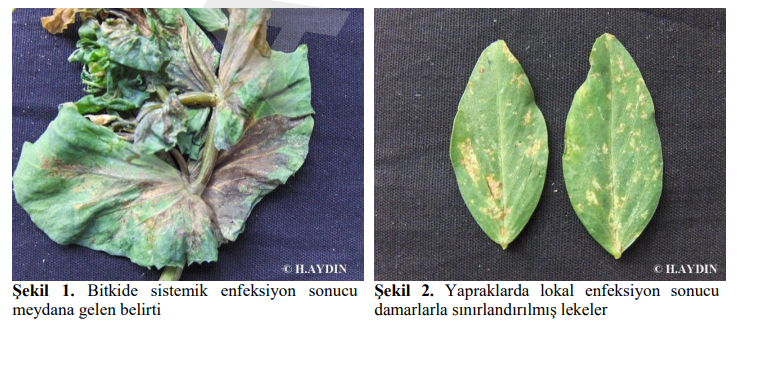 © H.AYDIN
© H.AYDIN
Şekil 1. Bitkide sistemik enfeksiyon sonucu
meydana gelen belirti
Şekil 2. Yapraklarda lokal enfeksiyon sonucu
damarlarla sınırlandırılmış lekeler